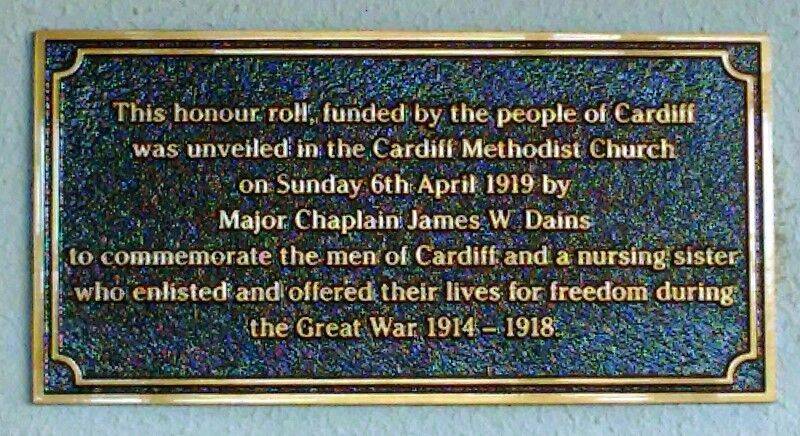 This honour roll, funded by the people of Cardiff
was unveiled in the Cardiff Methodist Church
on Sunday 6th April 1919 by
Major Chaplain James W. Dains
to commemorate the men of Cardiff and a nursing sister
who enlisted and offered their lives for freedom during
the Great War 1914 – 1918.